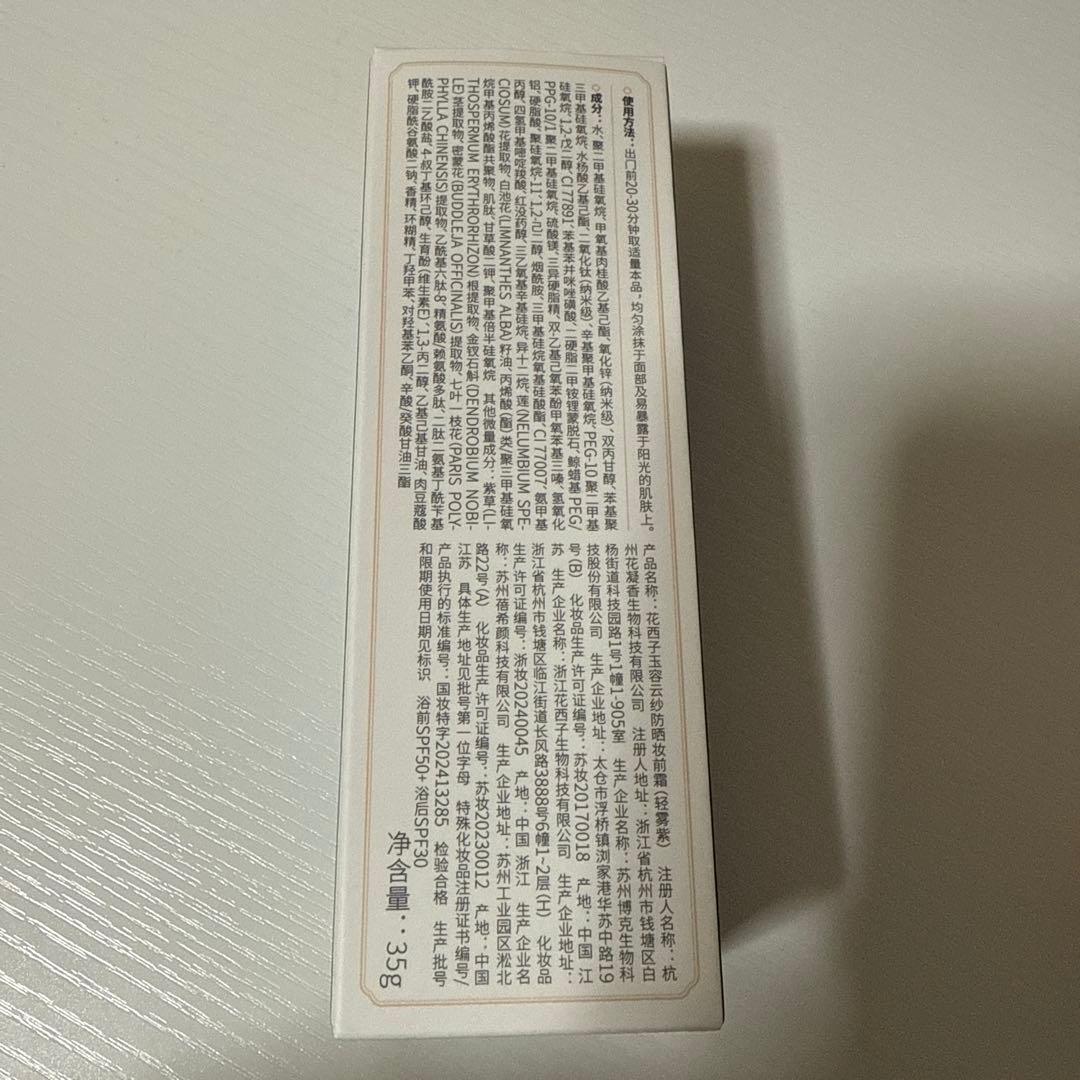 使用方法：出门前20-30分钟取适量本品，均匀涂抹于面部及易暴露于阳光的肌肤上。
成分：水、聚二甲基硅氧烷、甲氧基肉桂酸乙基己酯、氧化锌(纳米级)、双丙甘醇、苯基聚
三甲基硅氧烷、水杨酸乙基己酯、二氧化钛(纳米级)、辛基聚甲基硅氧烷、PEG-10 聚二甲基
硅氧烷、1,2-戊二醇、CI 77891、苯基苯并咪唑磺酸、二硬脂二甲铵锂蒙脱石、鲸蜡基 PEG/
PPG-10/1 聚二甲基硅氧烷、硫酸镁、三异硬脂精、双-乙基己氧苯酚甲氧苯基三嗪、氢氧化
铝、硬脂酸、聚硅氧烷-11、1,2-己二醇、烟酰胺、三甲基硅烷氧基硅酸酯、CI 77007、氨甲基
丙醇、四氢甲基嘧啶羧酸、红没药醇、三乙氧基辛基硅烷、异十二烷、莲(NELUMBIUM SPE-
CIOSUM)花提取物、白池花(LIMNANTHES ALBA)籽油、丙烯酸(酯)类/聚三甲基硅氧
烷甲基丙烯酸酯共聚物、肌肽、甘草酸二钾、聚甲基倍半硅氧烷 其他微量成分：紫草(LI-
THOSPERMUM ERYTHRORHIZON)根提取物、金钗石斛(DENDROBIUM NOBI-
LE)茎提取物、密蒙花(BUDDLEJA OFFICINALIS)提取物、七叶一枝花(PARIS POLY-
PHYLLA CHINENSIS)提取物、乙酰基六肽-8、精氨酸/赖氨酸多肽、二肽二氨基丁酰苄基
酰胺二乙酸盐、4-叔丁基环己醇、生育酚(维生素E)、1,3-丙二醇、乙基己基甘油、肉豆蔻酸
钾、硬脂酰谷氨酸二钠、香精、环糊精、丁羟甲苯、对羟基苯乙酮、辛酸/癸酸甘油三酯
产品名称：花西子玉容云纱防晒妆前霜(轻雾紫) 注册人名称：杭
州花凝香生物科技有限公司 注册人地址：浙江省杭州市钱塘区白
杨街道科技园路1号1幢1-905室 生产企业名称：苏州博克生物科
技股份有限公司 生产企业地址：太仓市浮桥镇浏家港华苏中路19
号(B) 化妆品生产许可证编号：苏妆20170018 产地：中国 江
苏 生产企业名称：浙江花西子生物科技有限公司 生产企业地址：
浙江省杭州市钱塘区临江街道长风路3888号6幢1~2层(H) 化妆品
生产许可证编号：浙妆20240045 产地：中国 浙江 生产企业名
称：苏州蓓希颜科技有限公司 生产企业地址：苏州工业园区淞北
路22号(A) 化妆品生产许可证编号：苏妆20230012 产地：中国
江苏 具体生产地址见批号第一位字母 特殊化妆品注册证书编号/
产品执行的标准编号：国妆特字202413285 检验合格 生产批号
和限期使用日期见标识 浴前SPF50+ 浴后SPF30
净含量：35g